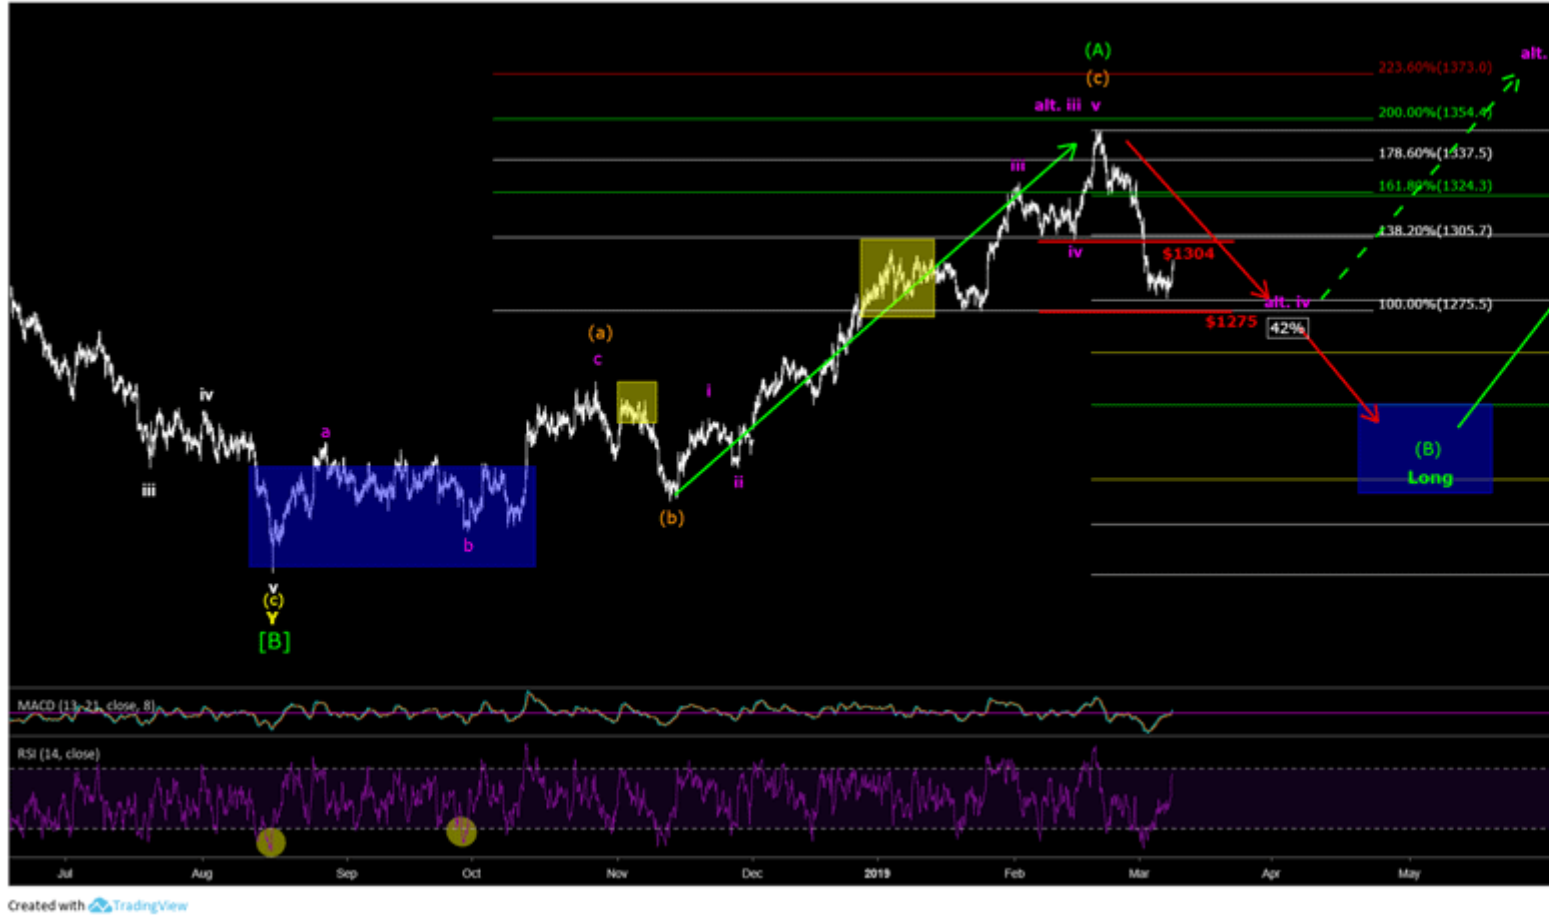 (A)
alt.
223.60%(1373.0)
(c)
alt. iii v
200.00%(1354.4)
178.60%(1337.5)
iii
161.80%(1324.3)
138.20%(1305.7)
iv
$1304
alt. iv
100.00%(1275.5)
$1275
42%
(a)
c
i
iv
a
(B)
Long
iii
ii
(b)
b
v
(c)
Y
[B]
MACD (13, 21, close, 8)
RSI (14, close)
Jul Aug Sep Oct Nov Dec 2019 Feb Mar Apr May
Created with TradingView